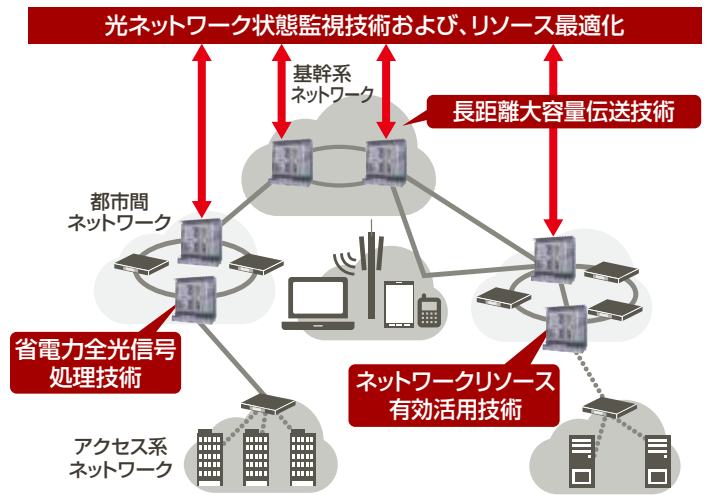 光ネットワーク状態監視技術および、リソース最適化
基幹系
ネットワーク
長距離大容量伝送技術
都市間
ネットワーク
省電力全光信号
処理技術
ネットワークリソース
有効活用技術
アクセス系
ネットワーク